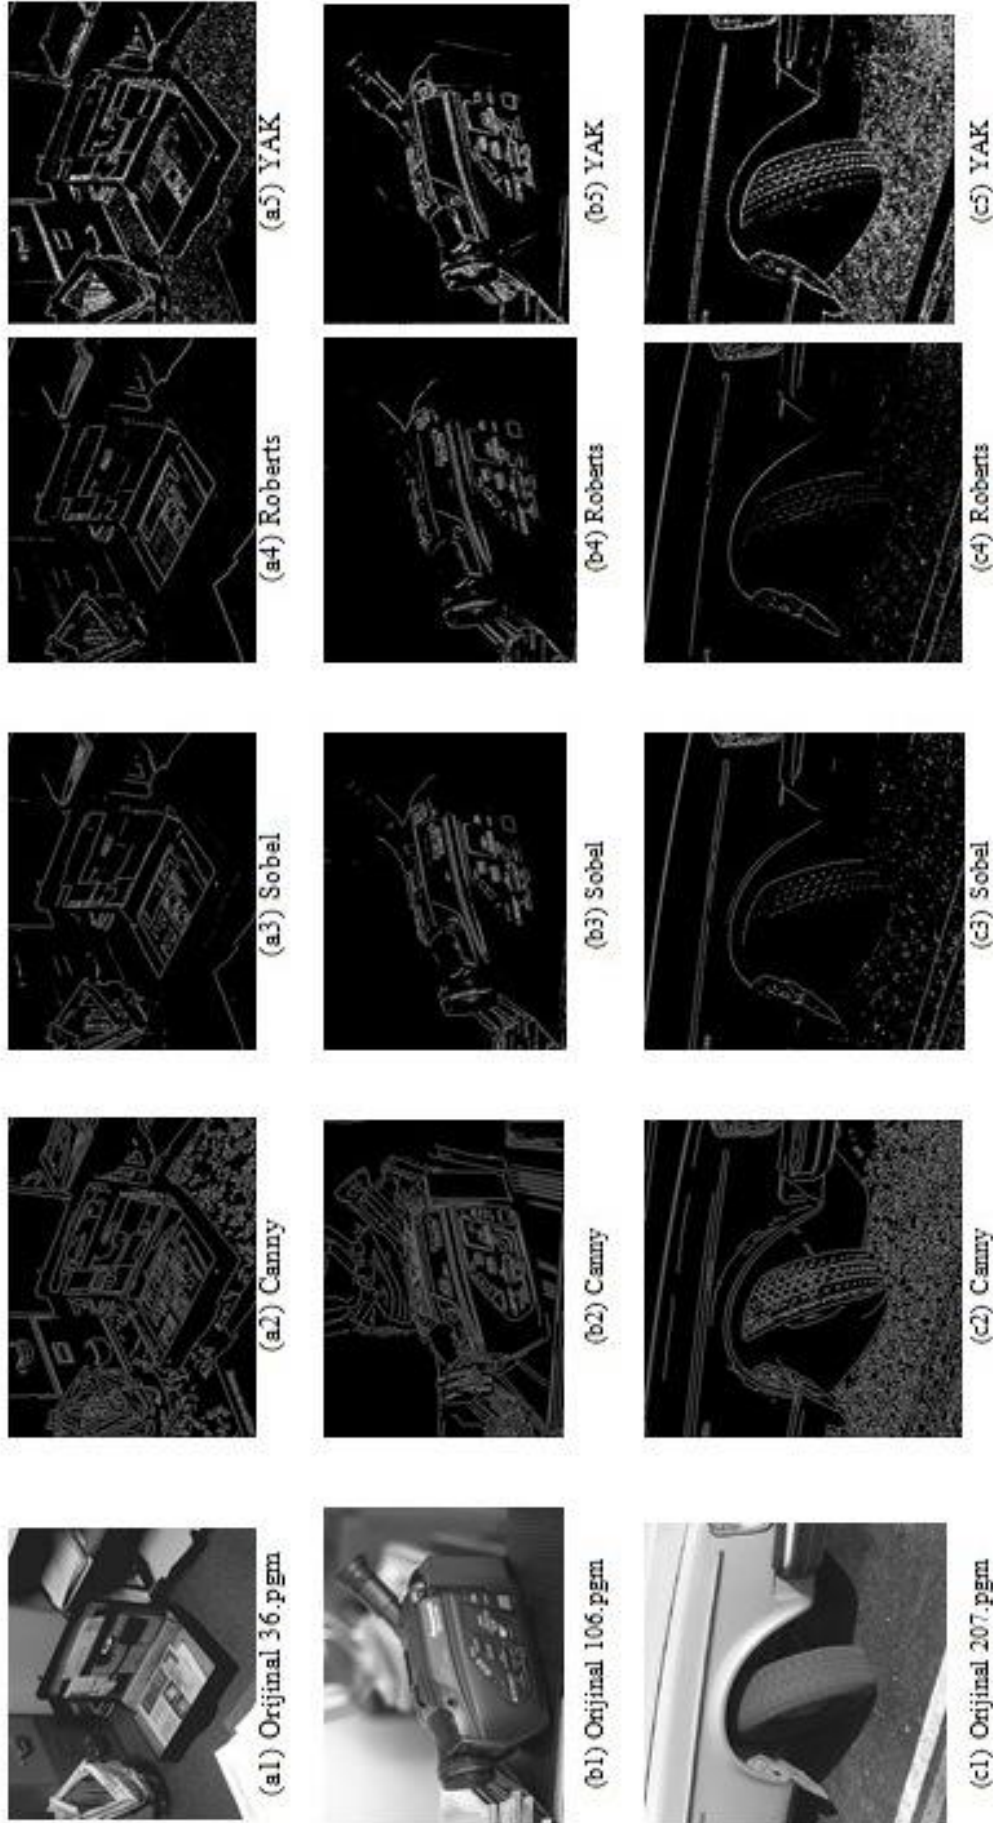 (a1) Orijinal 36.pgm
(a2) Canny
(a3) Sobel
(a4) Roberts
(a5) YAK
(b1) Orijinal 106.pgm
(b2) Canny
(b3) Sobel
(b4) Roberts
(b5) YAK
(c1) Orijinal 207.pgm
(c2) Canny
(c3) Sobel
(c4) Roberts
(c5) YAK